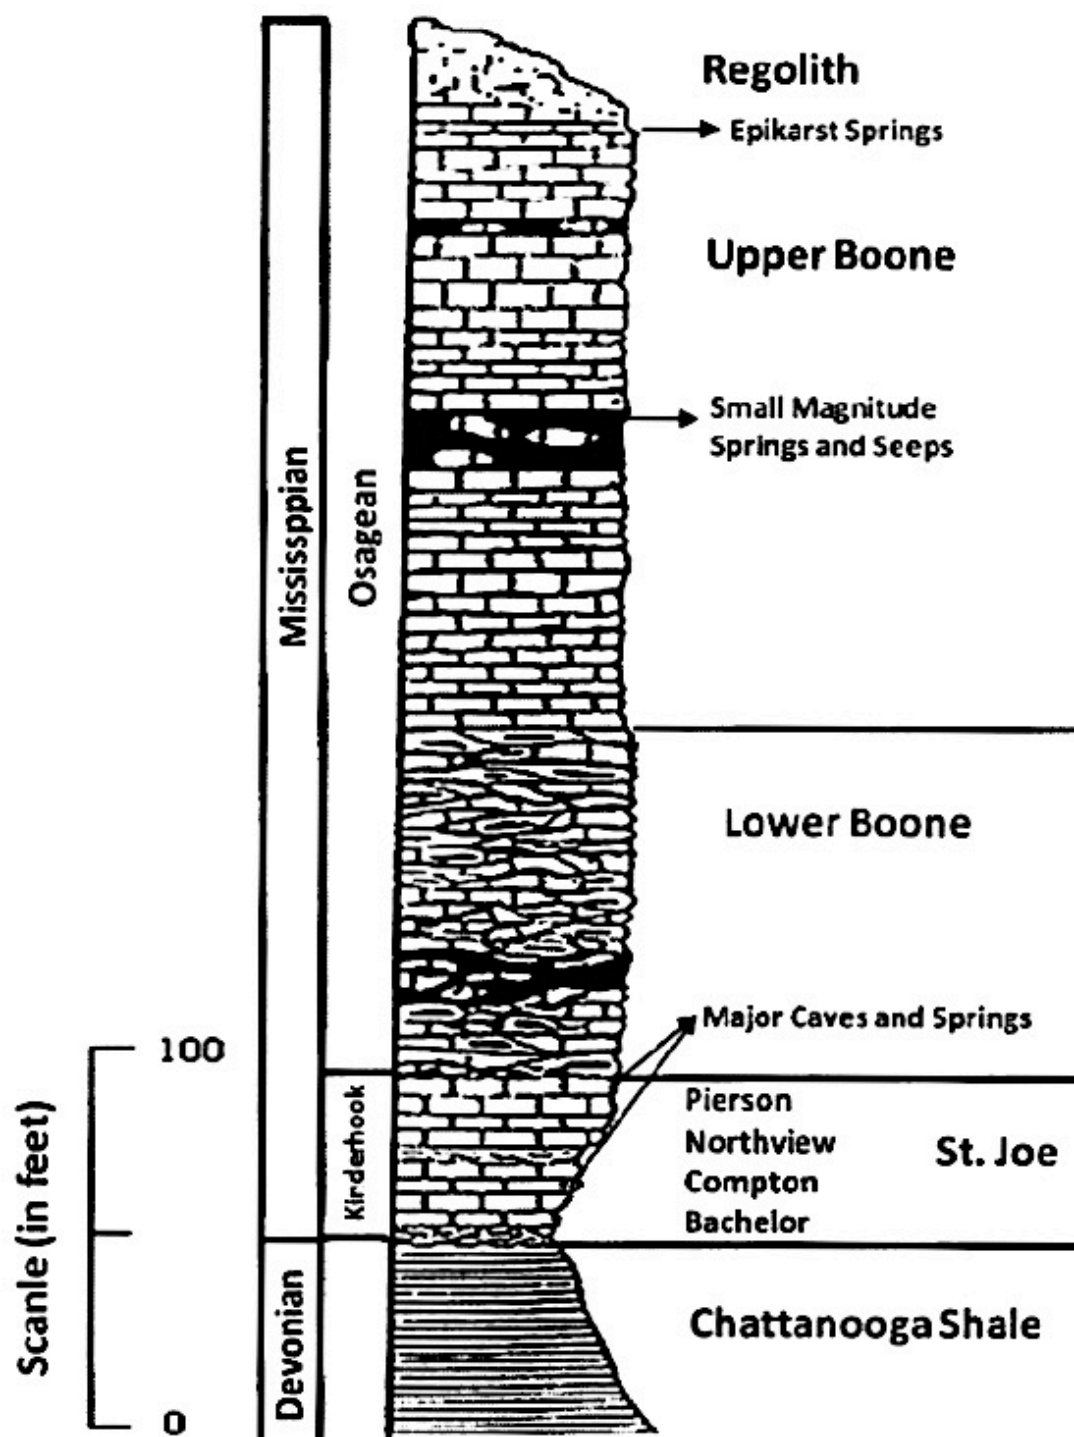 Regolith
Epikarst Springs
Upper Boone
Small Magnitude
Springs and Seeps
Mississppian
Osagean
Lower Boone
Major Caves and Springs
100
Kirderhook
Pierson
Northview
Compton
Bachelor
St. Joe
Scanle (in feet)
Devonian
Chattanooga Shale
0